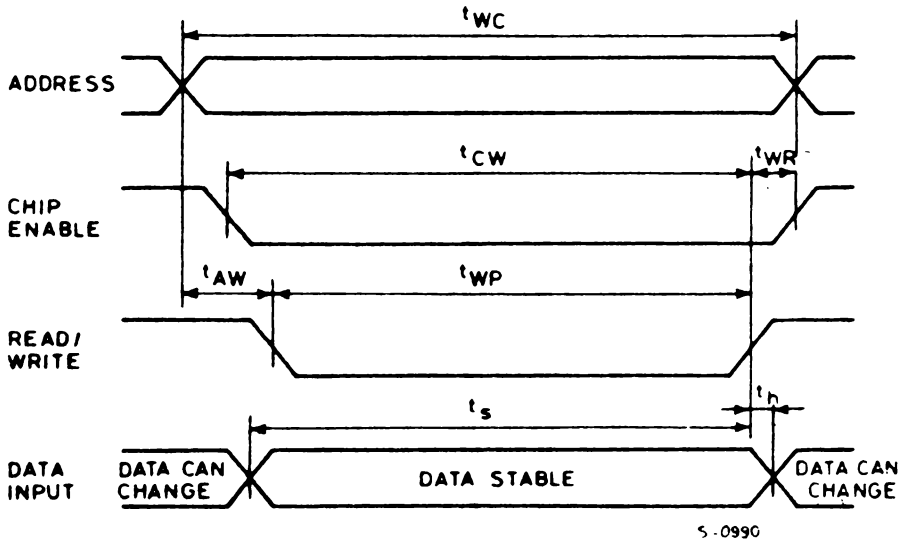 tWC
ADDRESS
tCW
tWR
CHIP
ENABLE
tAW
tWP
READ/
WRITE
ts
th
DATA
INPUT
DATA CAN
CHANGE
DATA STABLE
DATA CAN
CHANGE
S-0990